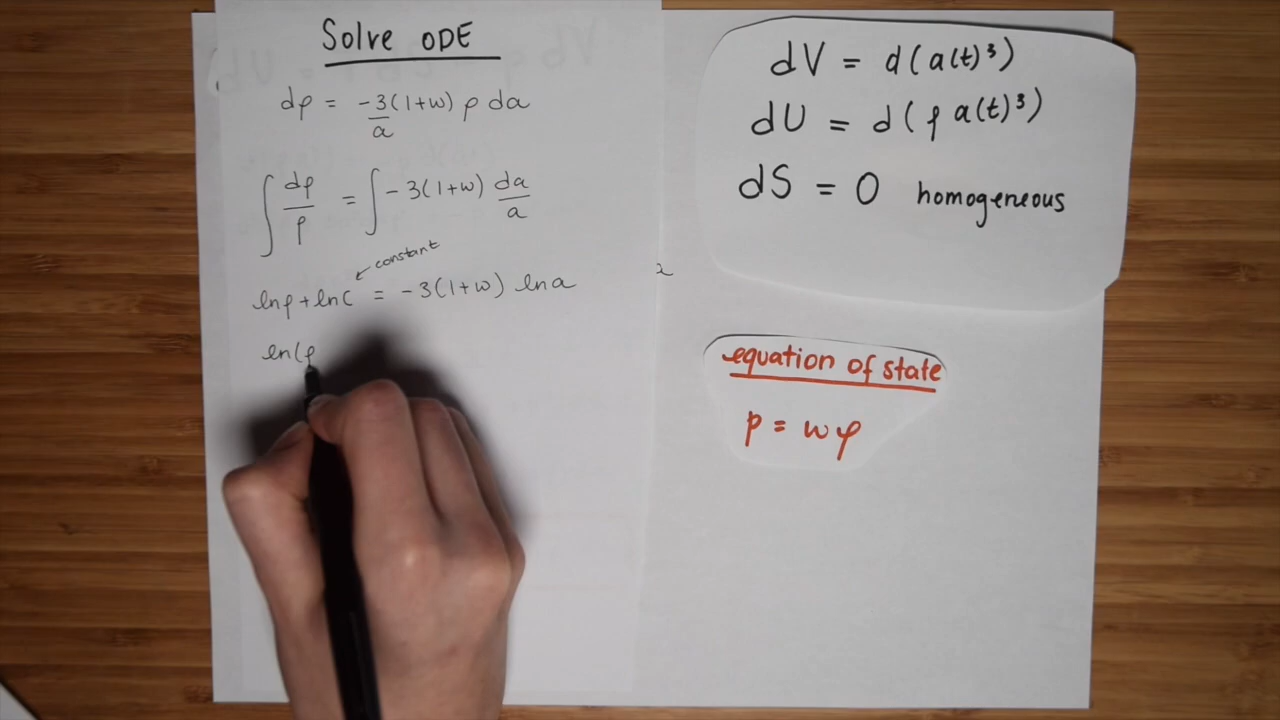 Solve ODE
dρ = -3/a (1+w) ρ da
∫ dρ/ρ = ∫ -3(1+w) da/a
constant
lnρ + lnC = -3(1+w) ln a
ln(ρ
dV = d(a(t)³)
dU = d(ρ a(t)³)
dS = 0 homogeneous
equation of state
p = wρ